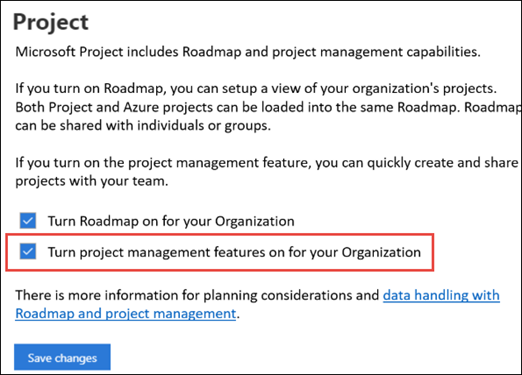 Project
Microsoft Project includes Roadmap and project management capabilities.
If you turn on Roadmap, you can setup a view of your organization's projects.
Both Project and Azure projects can be loaded into the same Roadmap. Roadmap
can be shared with individuals or groups.
If you turn on the project management feature, you can quickly create and share
projects with your team.
Turn Roadmap on for your Organization
Turn project management features on for your Organization
There is more information for planning considerations and data handling with
Roadmap and project management.
Save changes